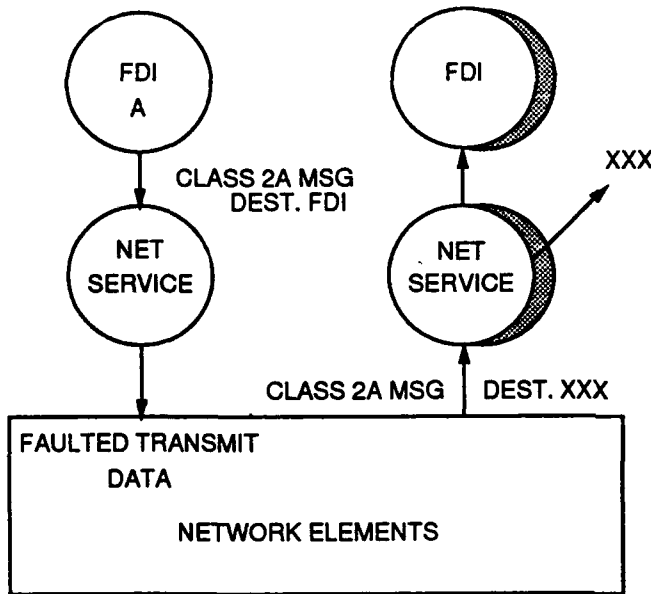 FDI
A
FDI
XXX
CLASS 2A MSG
DEST. FDI
NET
SERVICE
NET
SERVICE
CLASS 2A MSG
DEST. XXX
FAULTED TRANSMIT
DATA
NETWORK ELEMENTS